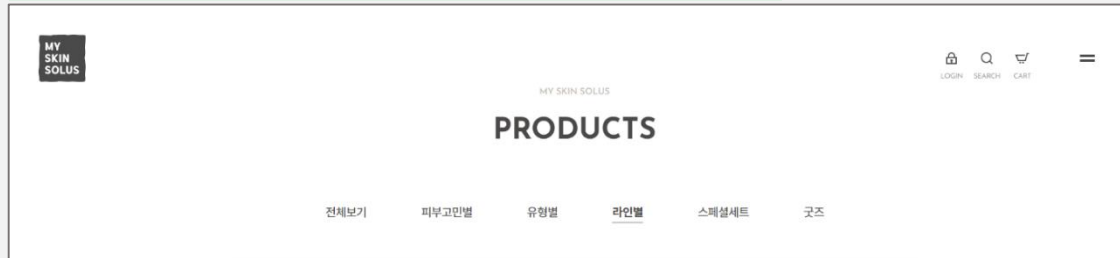 MY
SKIN
SOLUS
LOGIN SEARCH CART
MY SKIN SOLUS
PRODUCTS
전체보기 피부고민별 유형별 라인별 스페셜세트 굿즈